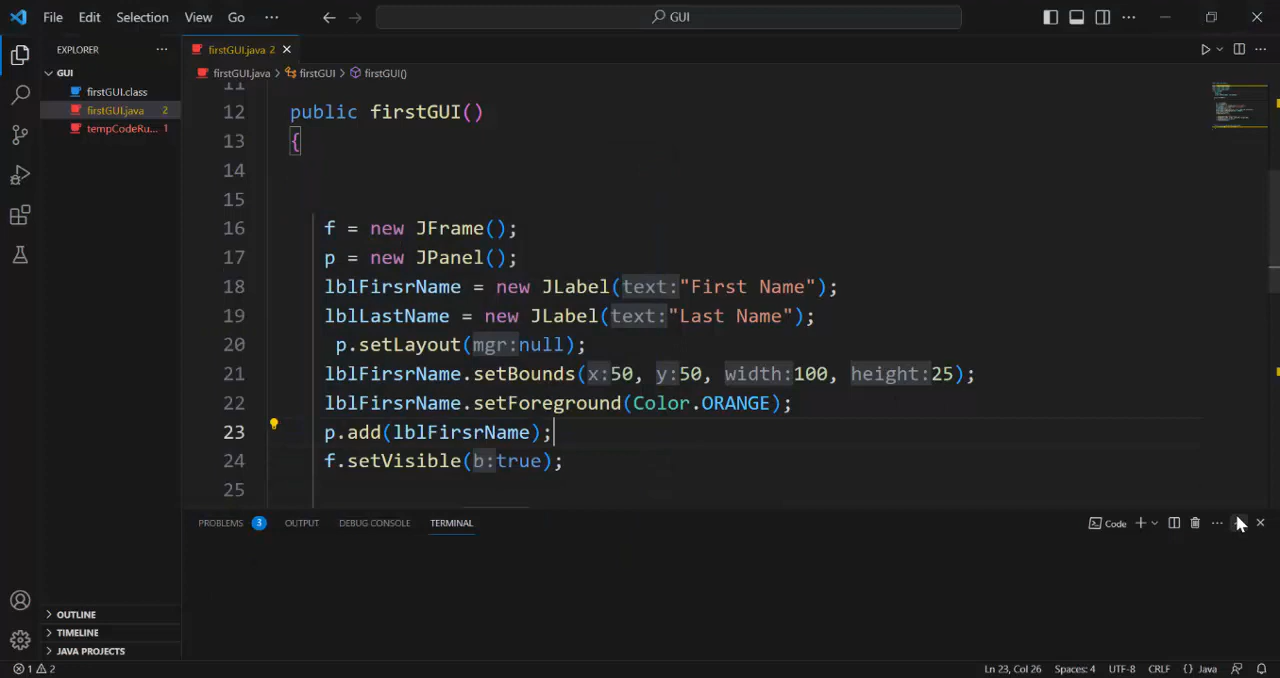 File Edit Selection View Go ··· GUI
EXPLORER ··· firstGUI.java 2
GUI firstGUI.java > firstGUI > firstGUI()
firstGUI.class
firstGUI.java 2
tempCodeRu... 1
11
12 public firstGUI()
13 {
14
15
16 f = new JFrame();
17 p = new JPanel();
18 lblFirsrName = new JLabel(text:"First Name");
19 lblLastName = new JLabel(text:"Last Name");
20 p.setLayout(mgr:null);
21 lblFirsrName.setBounds(x:50, y:50, width:100, height:25);
22 lblFirsrName.setForeground(Color.ORANGE);
23 p.add(lblFirsrName);
24 f.setVisible(b:true);
25
PROBLEMS 3 OUTPUT DEBUG CONSOLE TERMINAL Code
OUTLINE
TIMELINE
JAVA PROJECTS
1 2 Ln 23, Col 26 Spaces: 4 UTF-8 CRLF {} Java